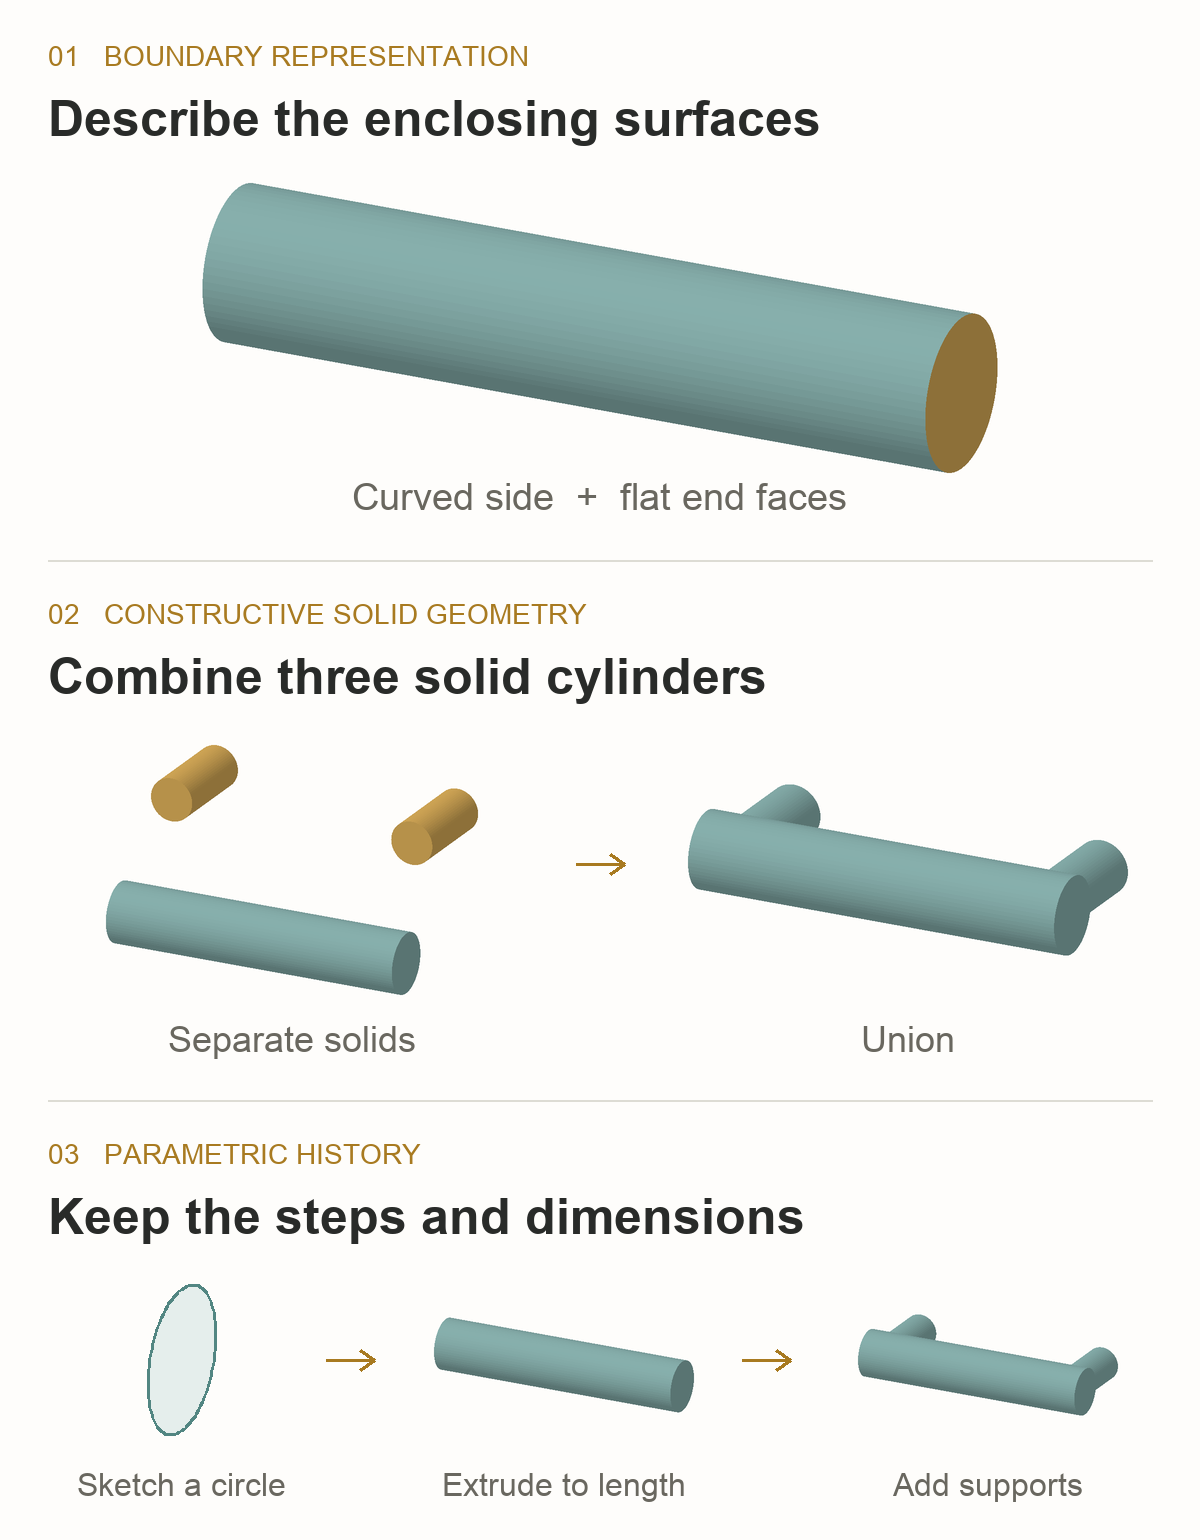 01 BOUNDARY REPRESENTATION
Describe the enclosing surfaces
Curved side + flat end faces
02 CONSTRUCTIVE SOLID GEOMETRY
Combine three solid cylinders
Separate solids
Union
03 PARAMETRIC HISTORY
Keep the steps and dimensions
Sketch a circle
Extrude to length
Add supports